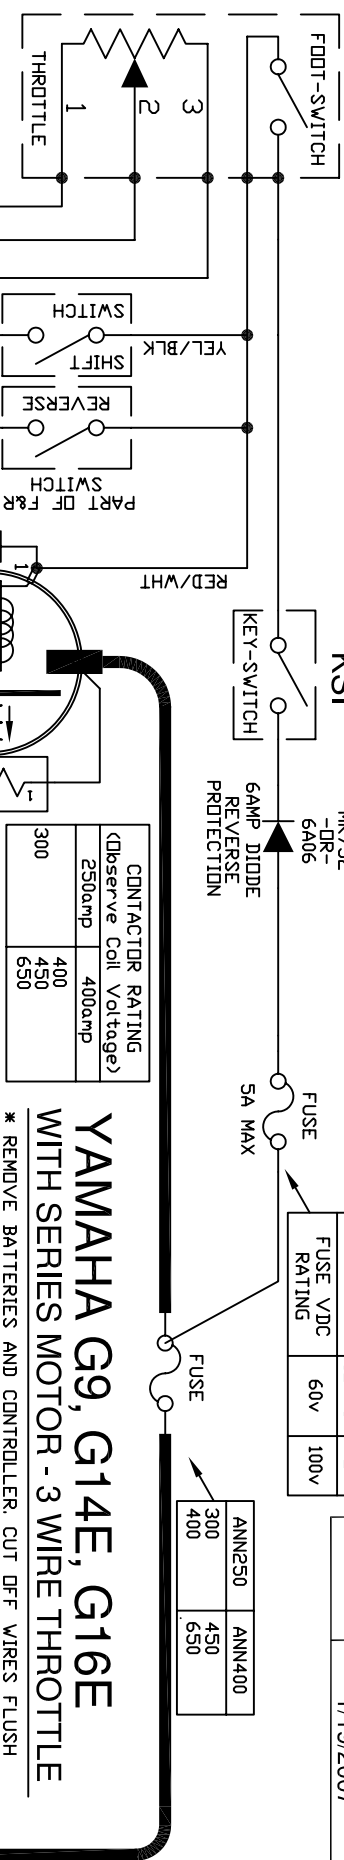 FOOT-SWITCH
THROTTLE
1
2
3
SWITCH
SHIFT
YEL/BLK
REVERSE
SWITCH
PART OF F&R
RED/WHT
1
1
KEY-SWITCH
-OR-
6A06
6AMP DIODE
REVERSE
PROTECTION
FUSE
5A MAX
FUSE VDC
RATING
60v
100v
CONTACTOR RATING
(Observe Coil Voltage)
250amp 400amp
300 400
450
650
FUSE
ANN250 ANN400
300 450
400 650
YAMAHA G9, G14E, G16E
WITH SERIES MOTOR - 3 WIRE THROTTLE
* REMOVE BATTERIES AND CONTROLLER. CUT OFF WIRES FLUSH